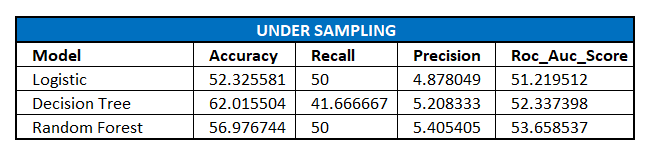 UNDER SAMPLING
Model Accuracy Recall Precision Roc_Auc_Score
Logistic 52.325581 50 4.878049 51.219512
Decision Tree 62.015504 41.666667 5.208333 52.337398
Random Forest 56.976744 50 5.405405 53.658537